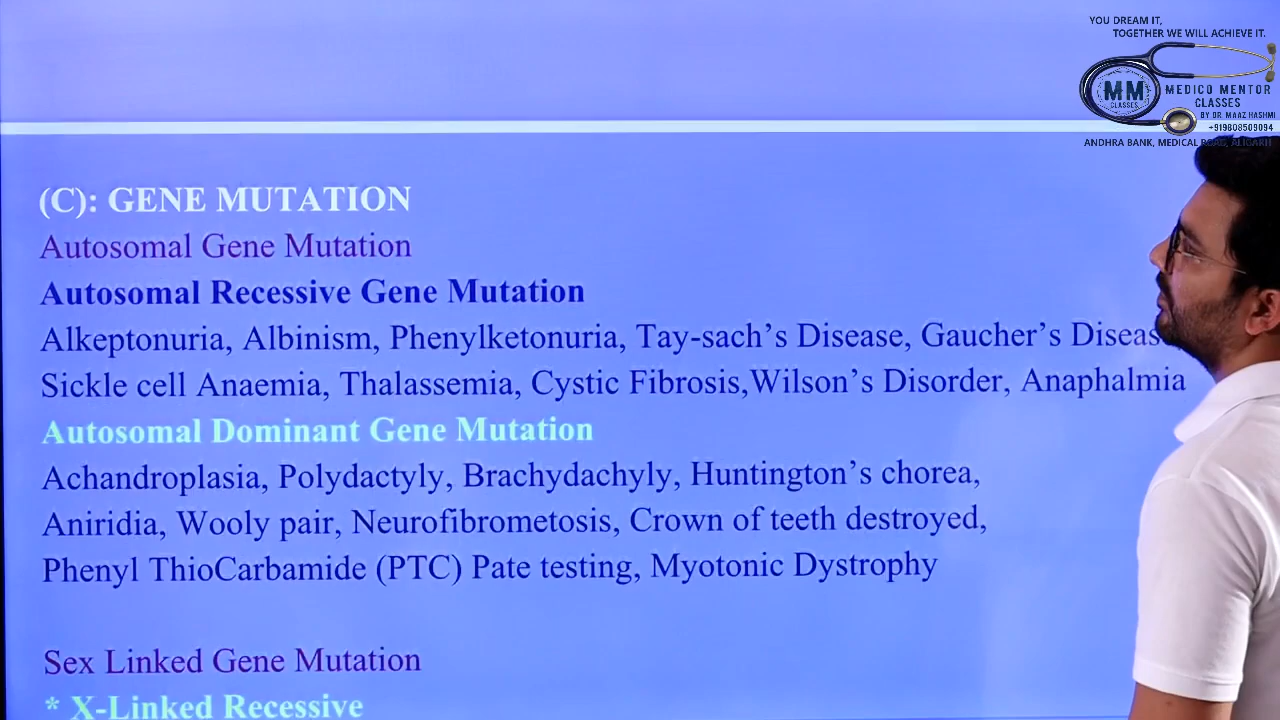 YOU DREAM IT,
TOGETHER WE WILL ACHIEVE IT.
MM
CLASSES
MEDICO MENTOR
CLASSES
BY DR. MAAZ HASHMI
+919808509094
ANDHRA BANK, MEDICAL ROAD, ALIGARH
(C): GENE MUTATION
Autosomal Gene Mutation
Autosomal Recessive Gene Mutation
Alkeptonuria, Albinism, Phenylketonuria, Tay-sach's Disease, Gaucher's Diseas
Sickle cell Anaemia, Thalassemia, Cystic Fibrosis,Wilson's Disorder, Anaphalmia
Autosomal Dominant Gene Mutation
Achandroplasia, Polydactyly, Brachydachyly, Huntington's chorea,
Aniridia, Wooly pair, Neurofibrometosis, Crown of teeth destroyed,
Phenyl ThioCarbamide (PTC) Pate testing, Myotonic Dystrophy
Sex Linked Gene Mutation
* X-Linked Recessive